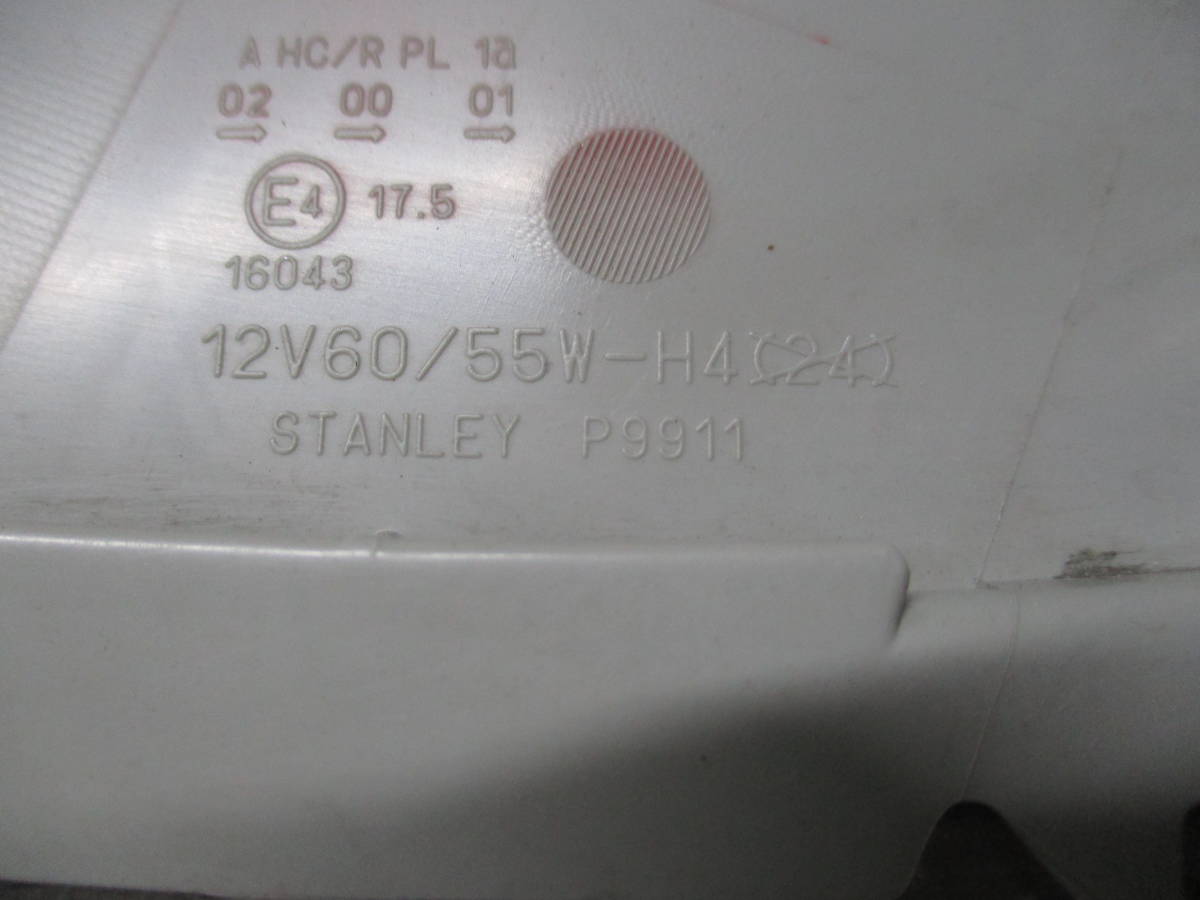 A HC/R PL 1a
02 00 01
→ → →
E4 17.5
16043
12V60/55W-H4(24)
STANLEY P9911